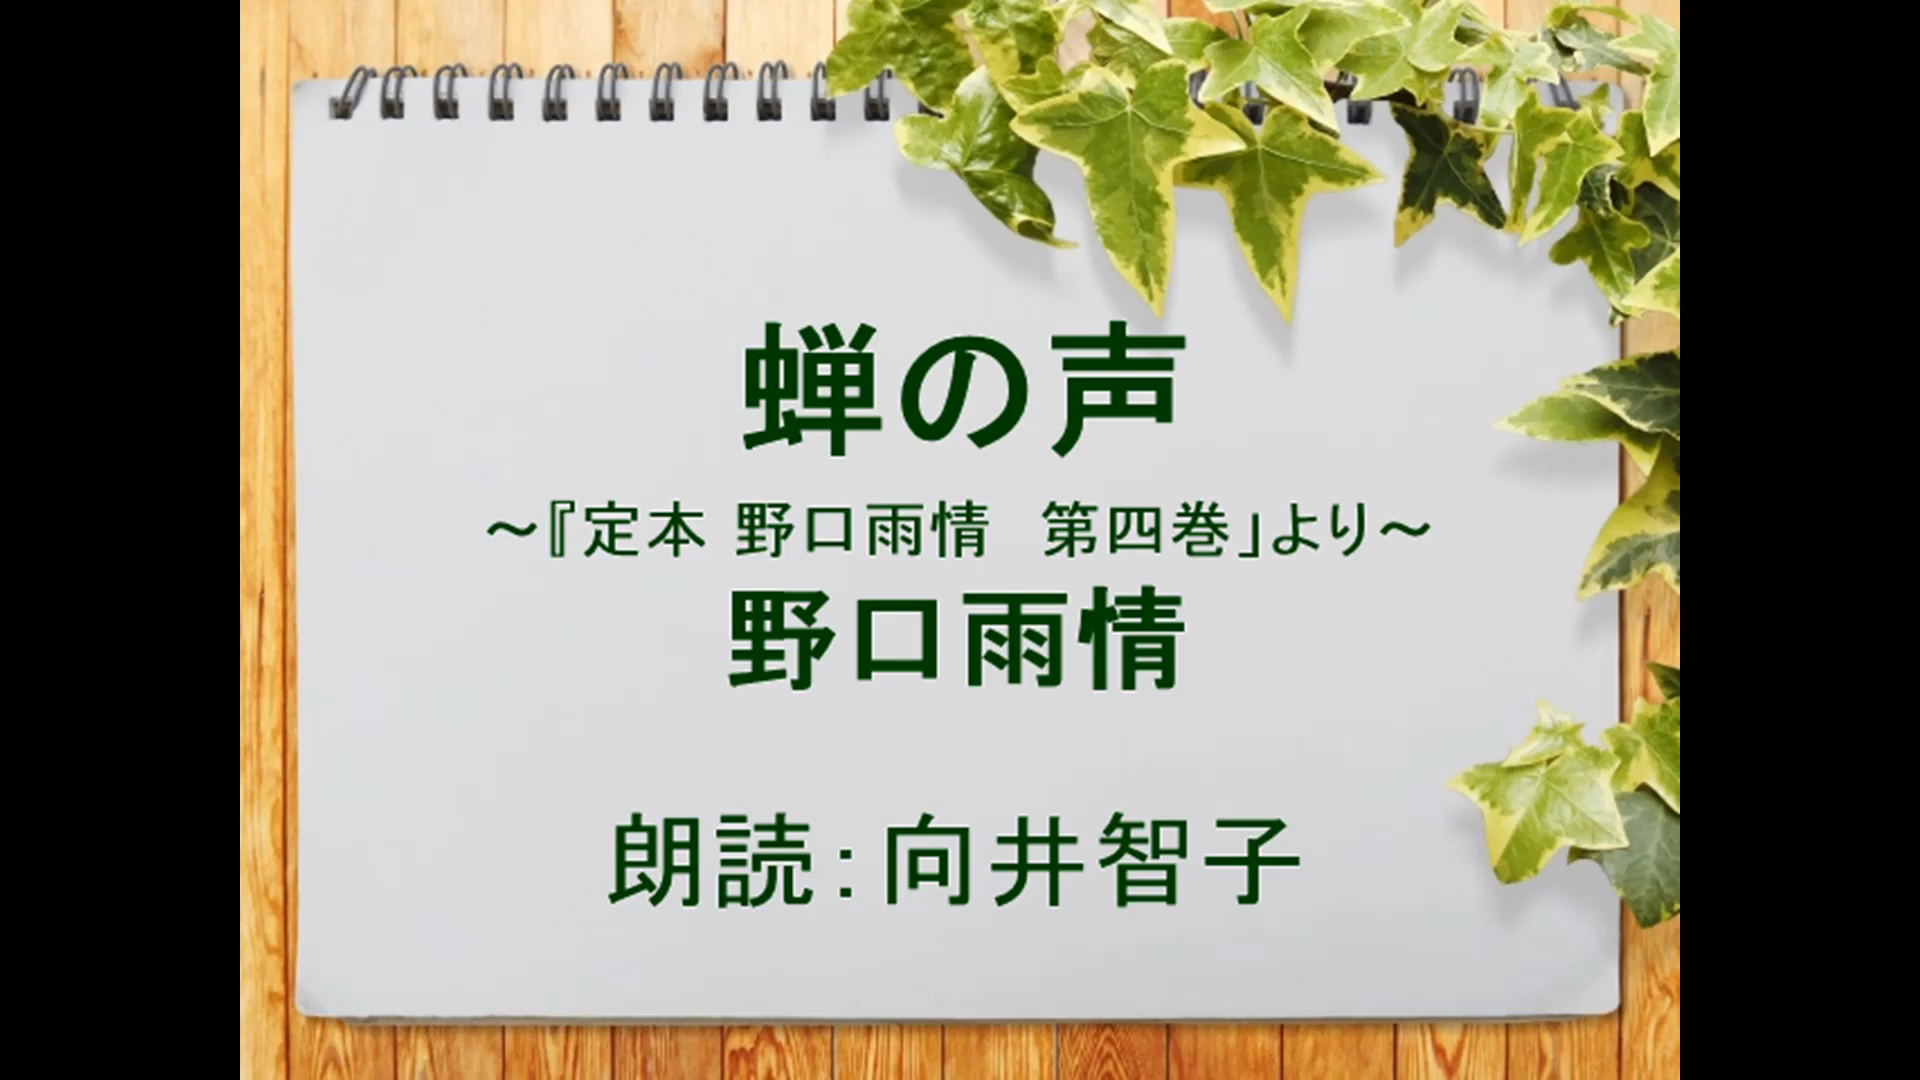 蝉の声
～『定本 野口雨情　第四巻」より～
野口雨情
朗読：向井智子